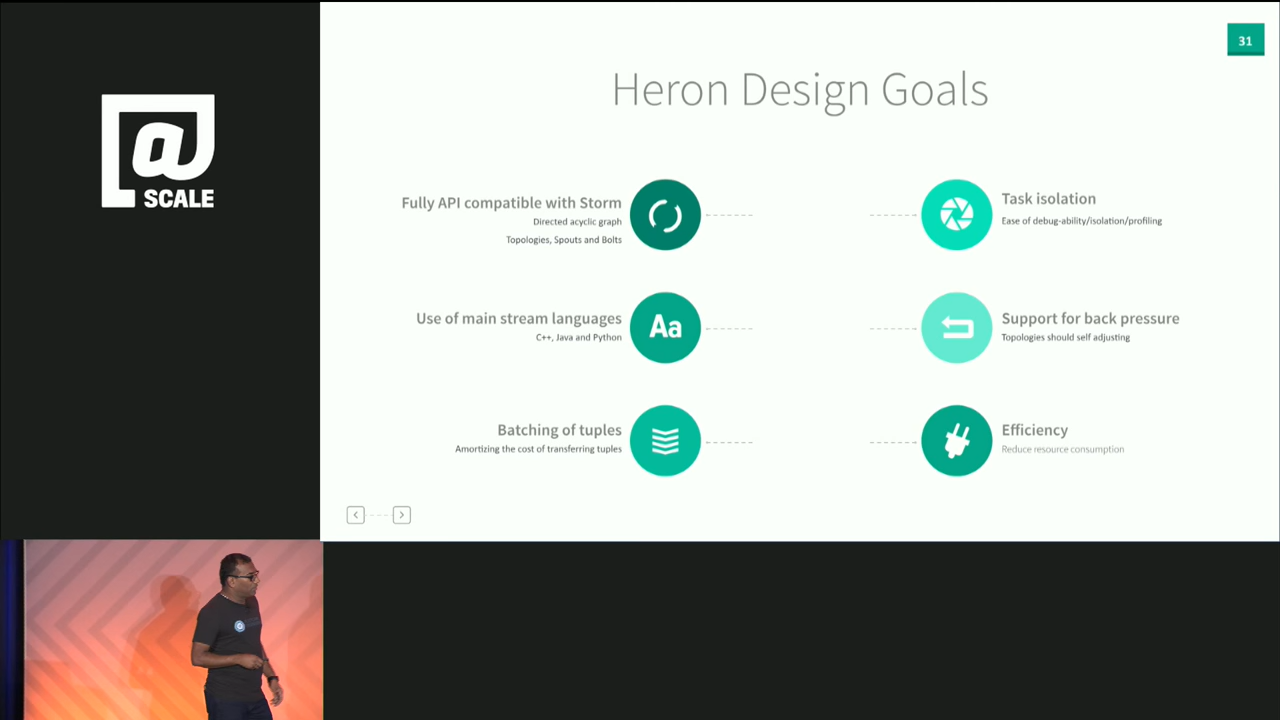 @
SCALE
31
Heron Design Goals
Fully API compatible with Storm
Directed acyclic graph
Topologies, Spouts and Bolts
Task isolation
Ease of debug-ability/isolation/profiling
Use of main stream languages
C++, Java and Python
Aa
Support for back pressure
Topologies should self adjusting
Batching of tuples
Amortizing the cost of transferring tuples
Efficiency
Reduce resource consumption